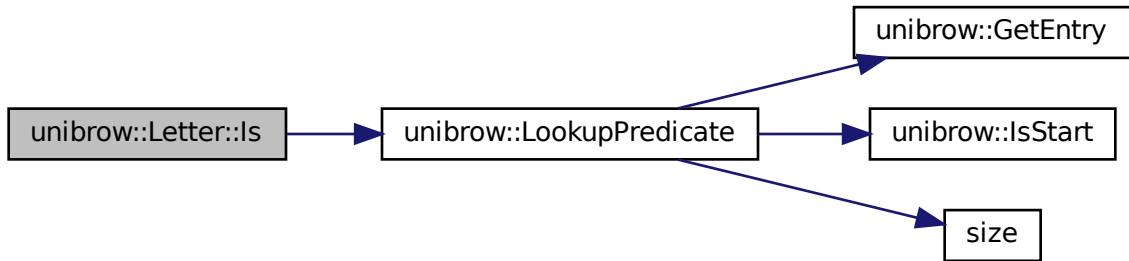 unibrow::GetEntry
unibrow::Letter::Is
unibrow::LookupPredicate
unibrow::IsStart
size